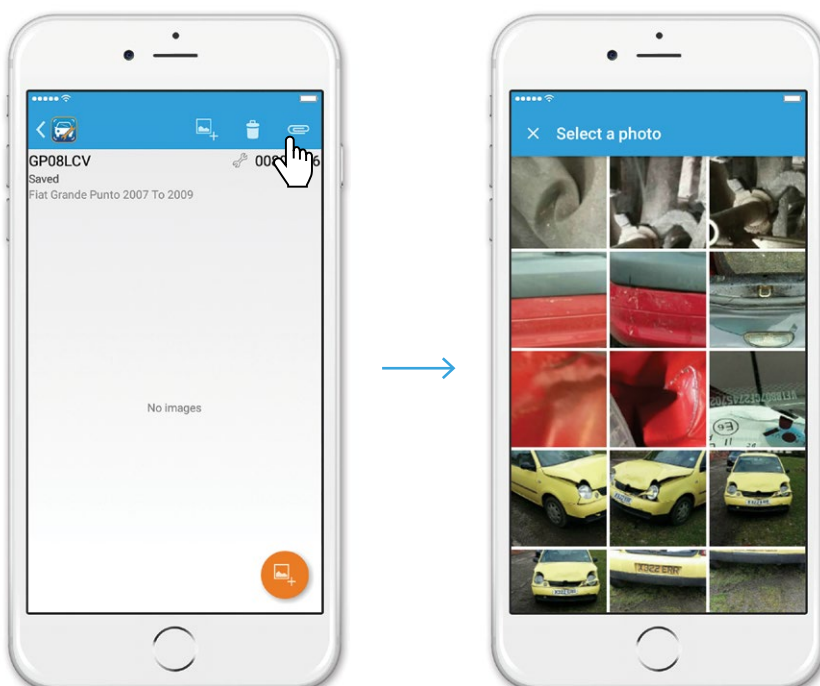 GP08LCV
Saved
Fiat Grande Punto 2007 To 2009
No images
Select a photo